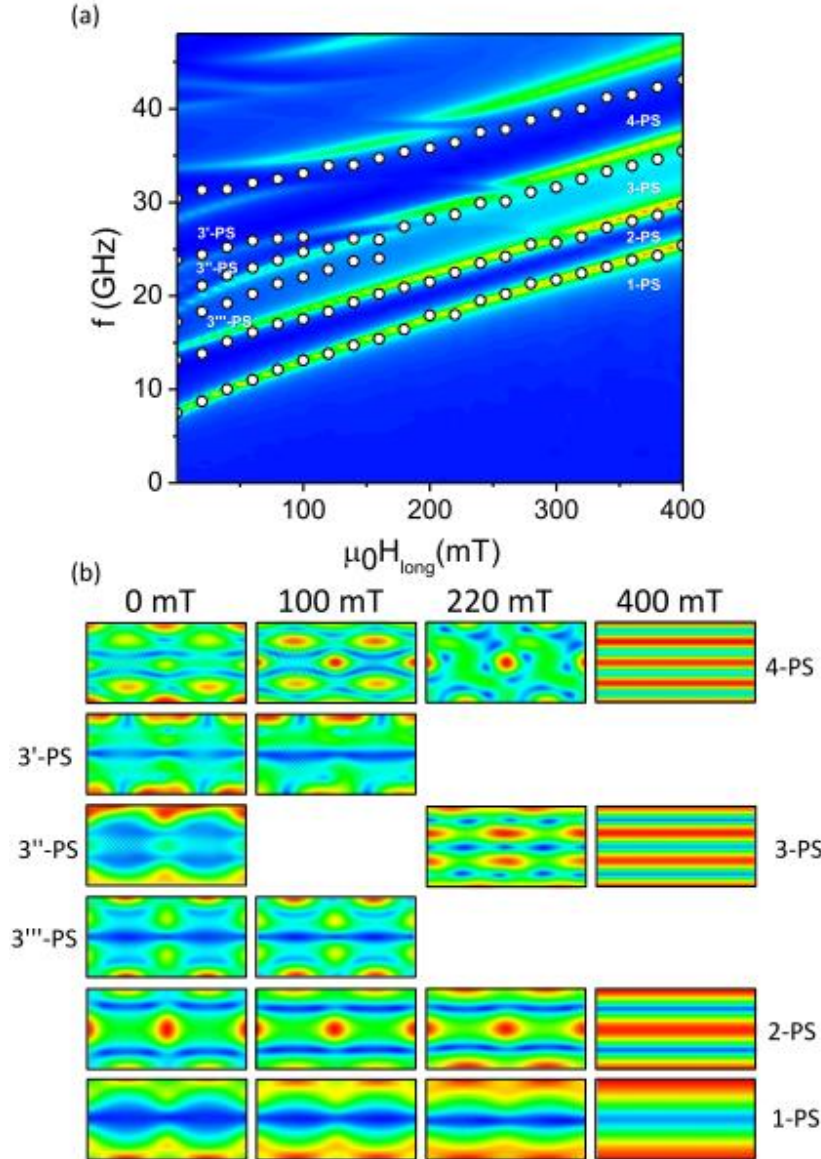 (a)
f (GHz)
40
30
20
10
0
4-PS
3-PS
2-PS
1-PS
3'-PS
3''-PS
3'''-PS
100
200
300
400
μ0Hlong(mT)
(b)
0 mT 100 mT 220 mT 400 mT
4-PS
3'-PS
3''-PS 3-PS
3'''-PS
2-PS
1-PS